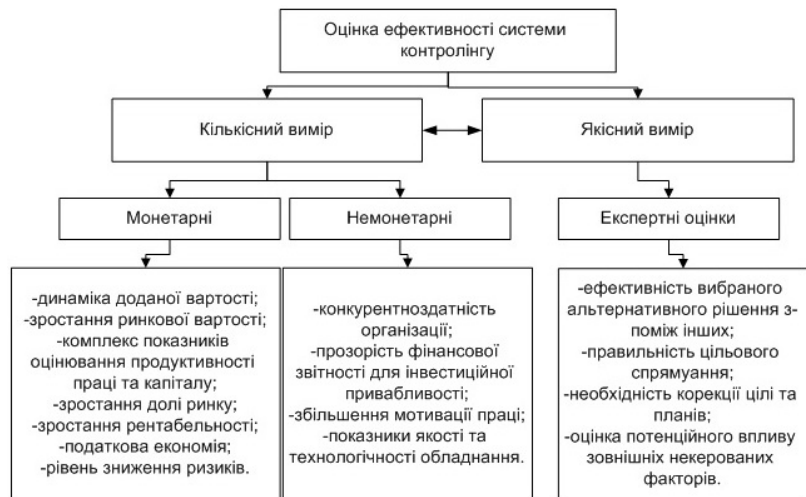 Оцінка ефективності системи
контролінгу
Кількісний вимір
Якісний вимір
Монетарні
Немонетарні
Експертні оцінки
-динаміка доданої вартості;
-зростання ринкової вартості;
-комплекс показників
оцінювання продуктивності
праці та капіталу;
-зростання долі ринку;
-зростання рентабельності;
-податкова економія;
-рівень зниження ризиків.
-конкурентноздатність
організації;
-прозорість фінансової
звітності для інвестиційної
привабливості;
-збільшення мотивації праці;
-показники якості та
технологічності обладнання.
-ефективність вибраного
альтернативного рішення з-
поміж інших;
-правильність цільового
спрямуання;
-необхідність корекції цілі та
планів;
-оцінка потенційного впливу
зовнішніх некерованих
факторів.